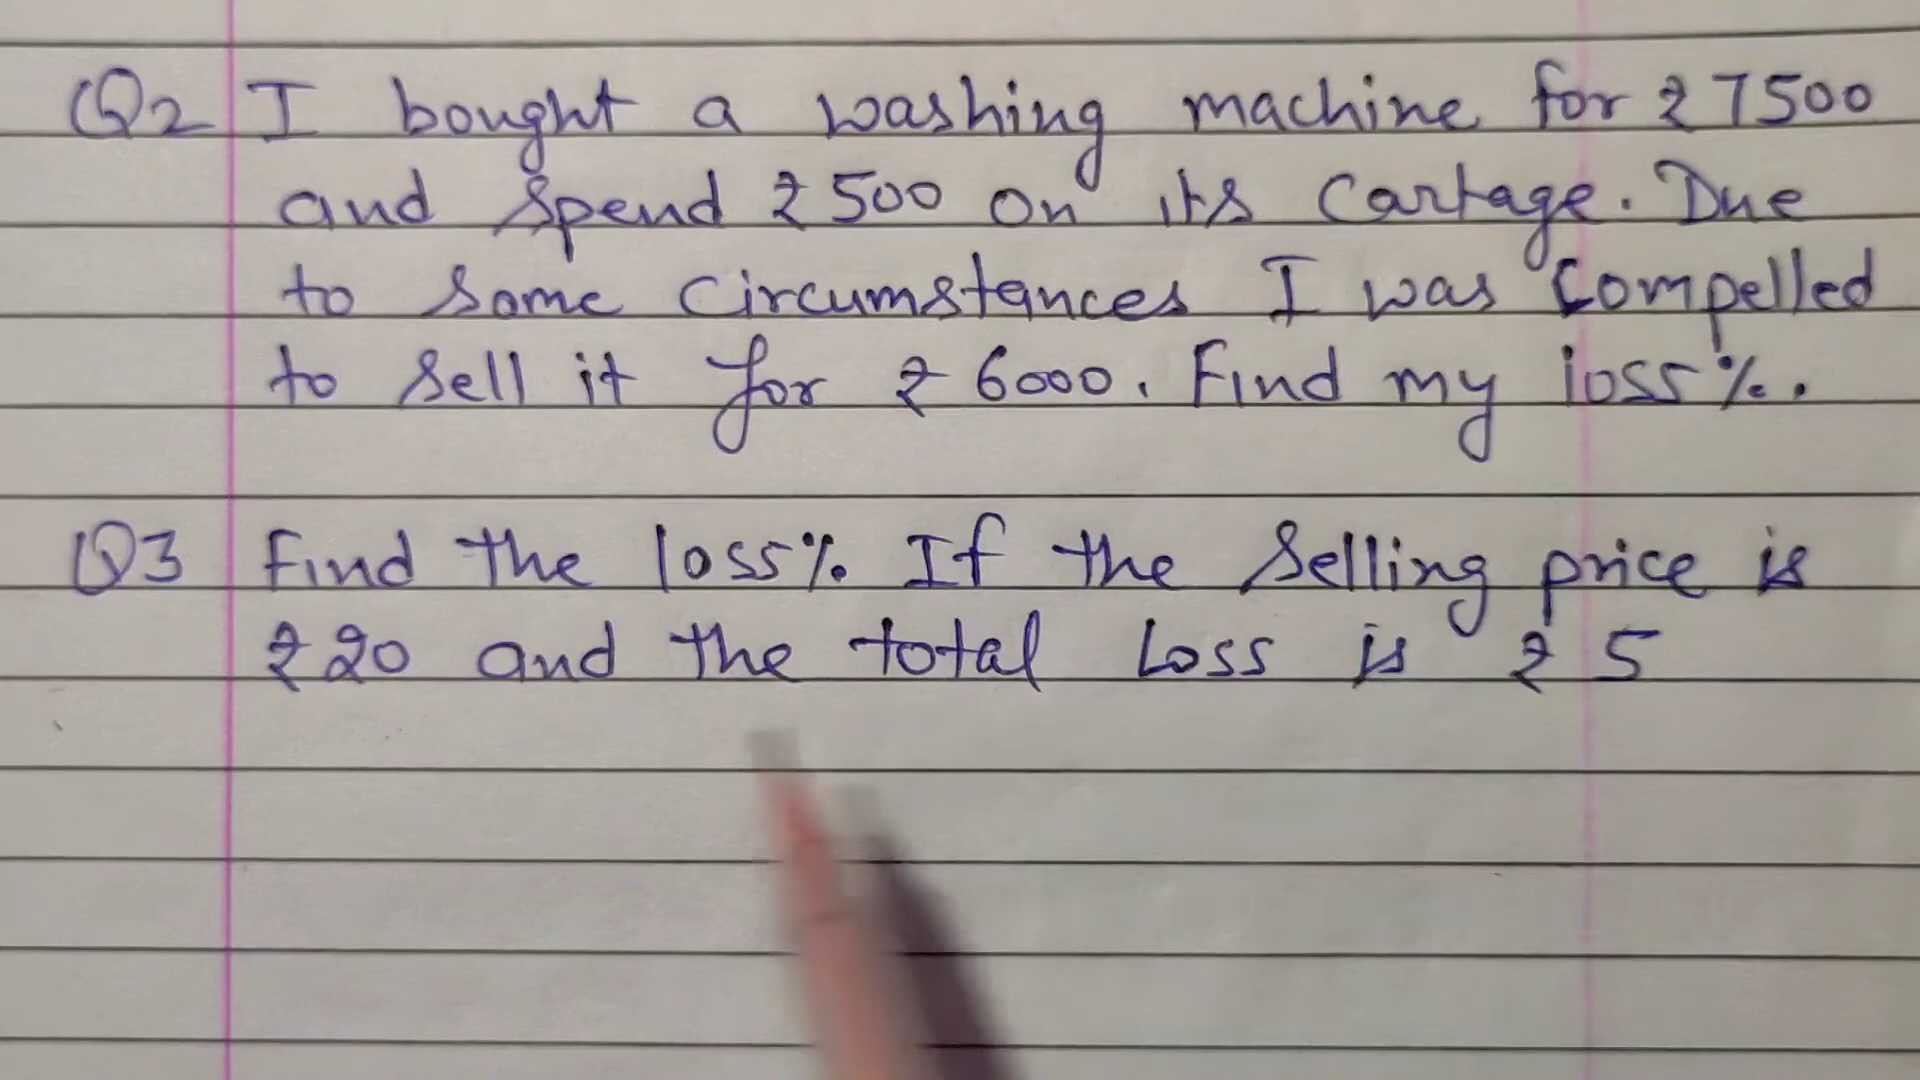 Q2 I bought a washing machine for ₹7500
and spend ₹500 on its cartage. Due
to some circumstances I was compelled
to sell it for ₹6000. Find my loss%.
Q3 Find the loss% If the selling price is
₹20 and the total Loss is ₹5